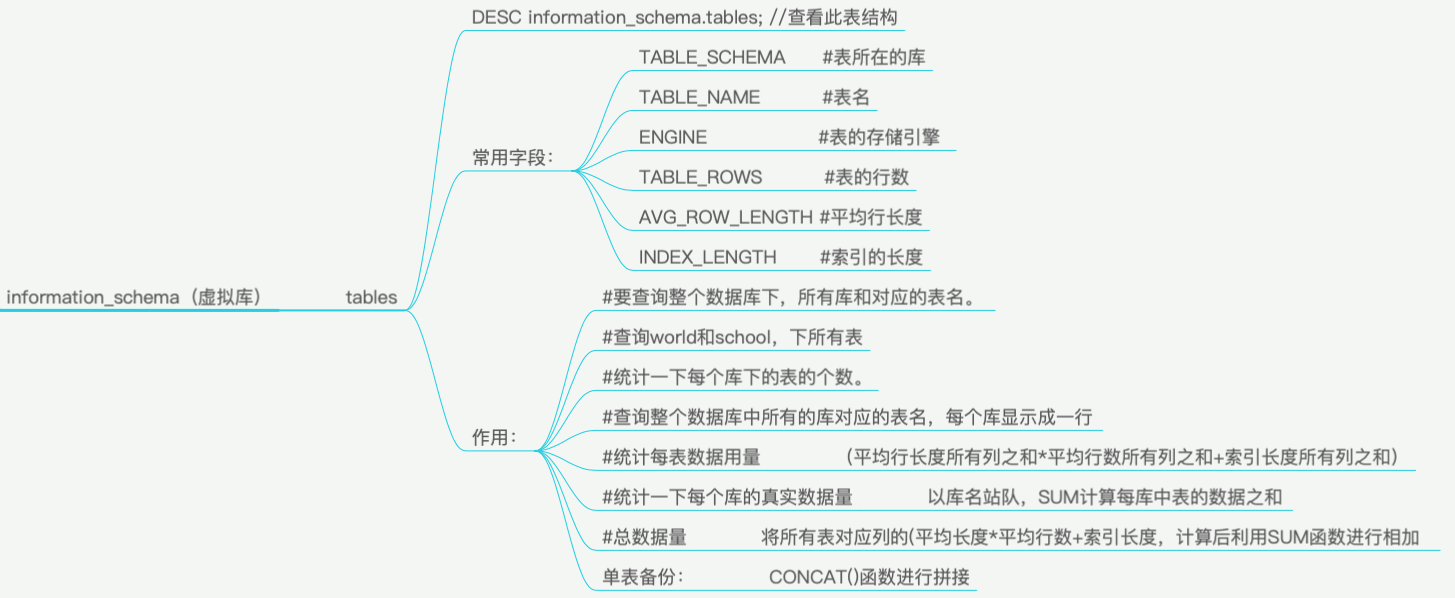 DESC information_schema.tables; //查看此表结构
TABLE_SCHEMA #表所在的库
TABLE_NAME #表名
ENGINE #表的存储引擎
常用字段：
TABLE_ROWS #表的行数
AVG_ROW_LENGTH #平均行长度
INDEX_LENGTH #索引的长度
information_schema（虚拟库） tables
#要查询整个数据库下，所有库和对应的表名。
#查询world和school，下所有表
#统计一下每个库下的表的个数。
#查询整个数据库中所有的库对应的表名，每个库显示成一行
作用：
#统计每表数据用量 （平均行长度所有列之和*平均行数所有列之和+索引长度所有列之和）
#统计一下每个库的真实数据量 以库名站队，SUM计算每库中表的数据之和
#总数据量 将所有表对应列的(平均长度*平均行数+索引长度，计算后利用SUM函数进行相加
单表备份： CONCAT()函数进行拼接